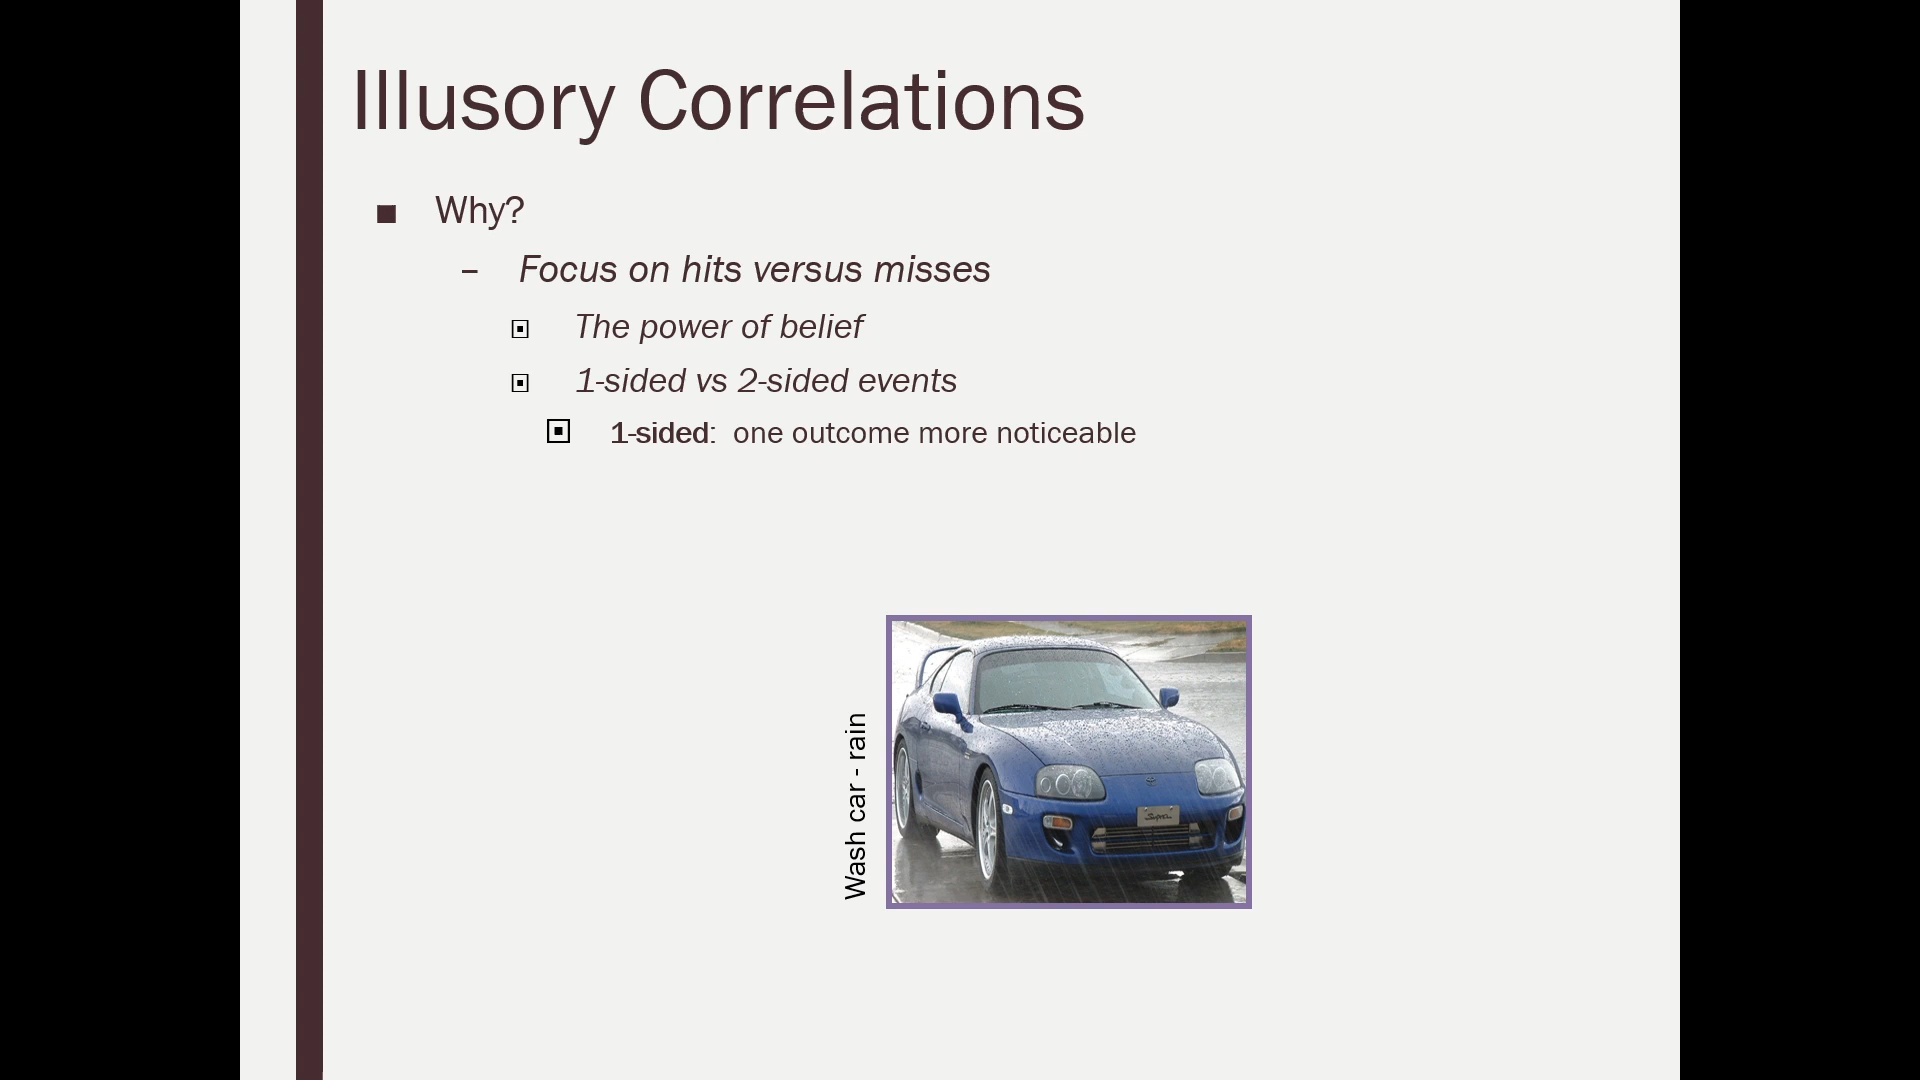 Illusory Correlations
Why?
– Focus on hits versus misses
The power of belief
1-sided vs 2-sided events
1-sided: one outcome more noticeable
Wash car - rain